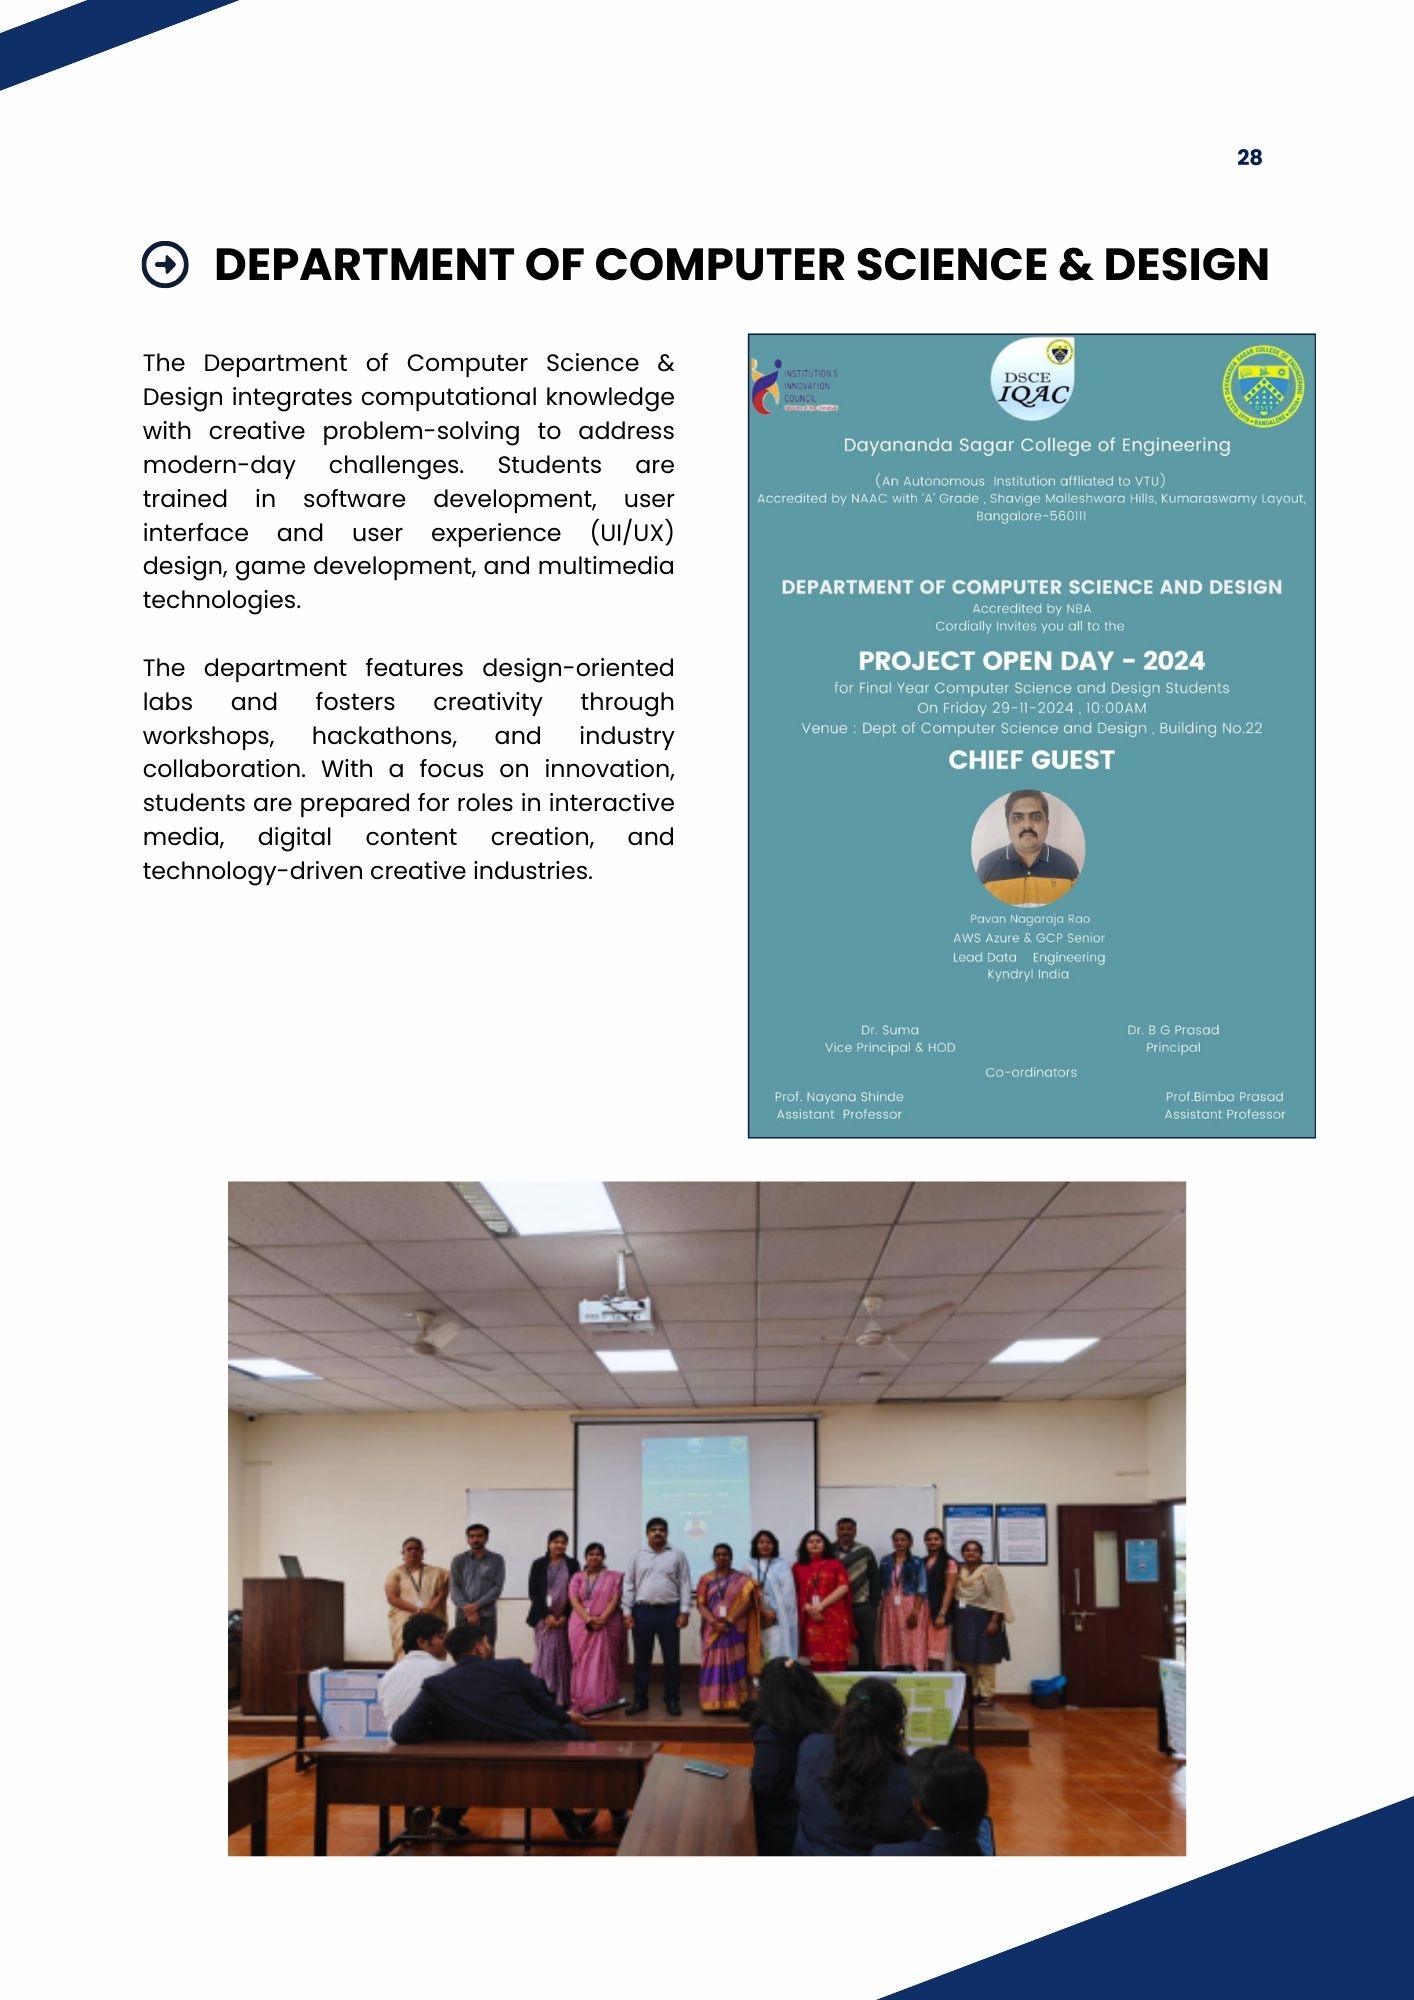 28
DEPARTMENT OF COMPUTER SCIENCE & DESIGN
The Department of Computer Science &
Design integrates computational knowledge
with creative problem-solving to address
modern-day challenges. Students are
trained in software development, user
interface and user experience (UI/UX)
design, game development, and multimedia
technologies.
The department features design-oriented
labs and fosters creativity through
workshops, hackathons, and industry
collaboration. With a focus on innovation,
students are prepared for roles in interactive
media, digital content creation, and
technology-driven creative industries.
INSTITUTION'S
INNOVATION
COUNCIL
DSCE
IQAC
Dayananda Sagar College of Engineering
(An Autonomous Institution affliated to VTU)
Accredited by NAAC with 'A' Grade , Shavige Malleshwara Hills, Kumaraswamy Layout,
Bangalore-560111
DEPARTMENT OF COMPUTER SCIENCE AND DESIGN
Accredited by NBA
Cordially Invites you all to the
PROJECT OPEN DAY - 2024
for Final Year Computer Science and Design Students
On Friday 29-11-2024 , 10:00AM
Venue : Dept of Computer Science and Design , Building No.22
CHIEF GUEST
Pavan Nagaraja Rao
AWS Azure & GCP Senior
Lead Data Engineering
Kyndryl India
Dr. Suma
Vice Principal & HOD
Dr. B G Prasad
Principal
Co-ordinators
Prof. Nayana Shinde
Assistant Professor
Prof.Bimba Prasad
Assistant Professor